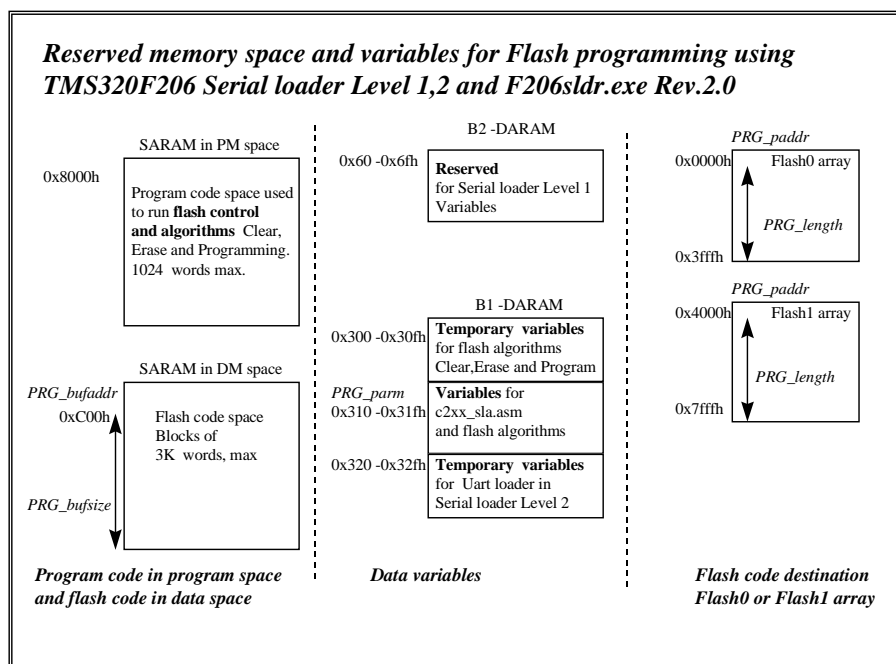 Reserved memory space and variables for Flash programming using
TMS320F206 Serial loader Level 1,2 and F206sldr.exe Rev.2.0
SARAM in PM space
0x8000h
Program code space used
to run flash control
and algorithms Clear,
Erase and Programming.
1024 words max.
SARAM in DM space
PRG_bufaddr
0xC00h
Flash code space
Blocks of
3K words, max
PRG_bufsize
Program code in program space
and flash code in data space
B2 -DARAM
0x60 -0x6fh
Reserved
for Serial loader Level 1
Variables
B1 -DARAM
0x300 -0x30fh
Temporary variables
for flash algorithms
Clear,Erase and Program
PRG_parm
0x310 -0x31fh
Variables for
c2xx_sla.asm
and flash algorithms
0x320 -0x32fh
Temporary variables
for Uart loader in
Serial loader Level 2
Data variables
PRG_paddr
0x0000h
Flash0 array
PRG_length
0x3fffh
PRG_paddr
0x4000h
Flash1 array
PRG_length
0x7fffh
Flash code destination
Flash0 or Flash1 array